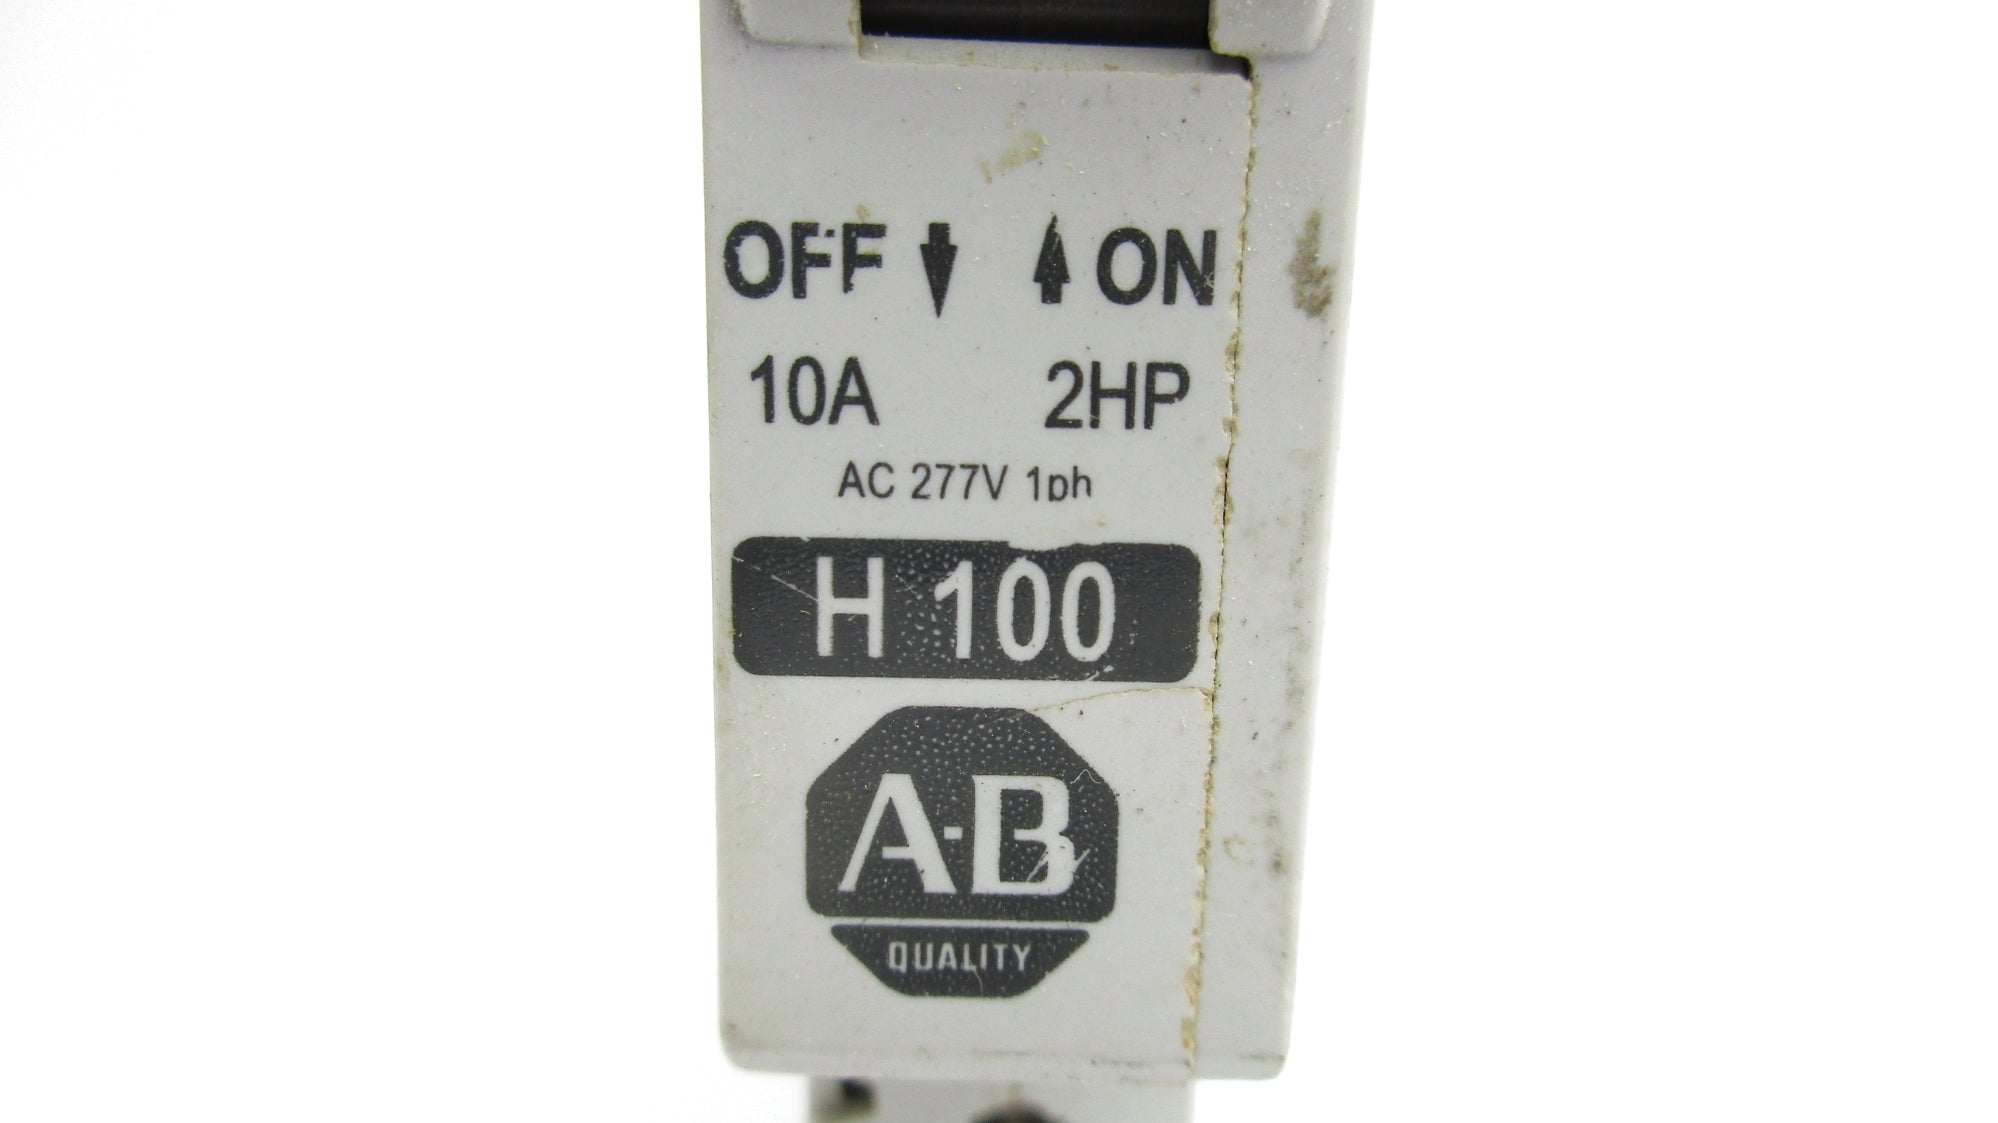 OFF ↓ ↑ ON
10A 2HP
AC 277V 1ph
H 100
A-B
QUALITY